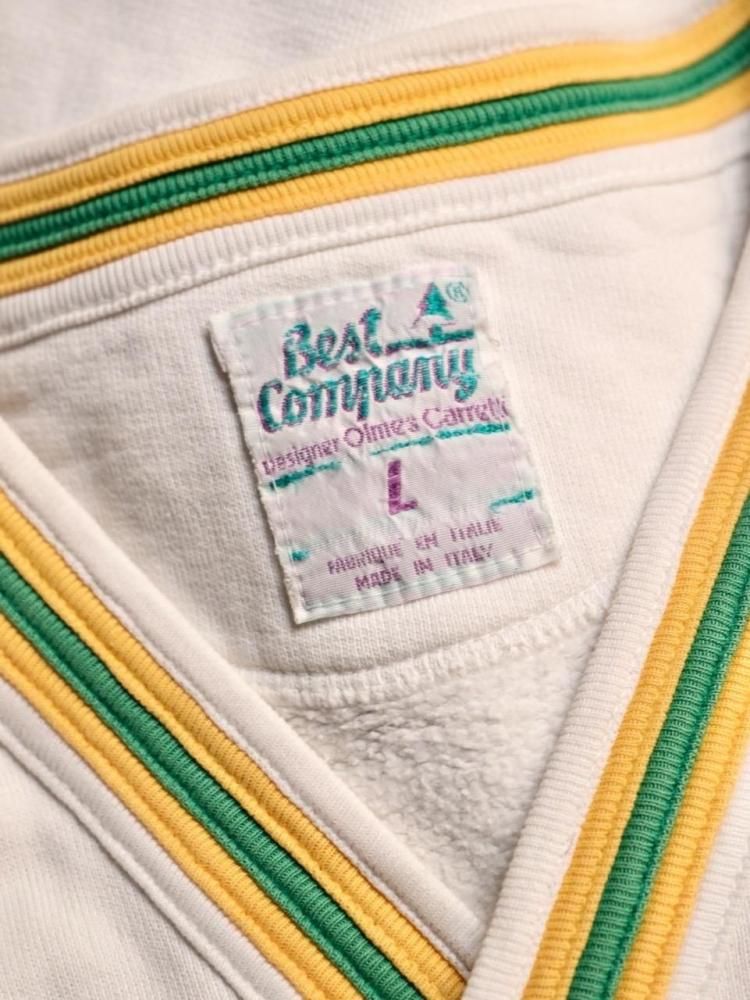 Best ®
Company
Designer Olmes Carretti
L
FABRIQUE EN ITALIE
MADE IN ITALY